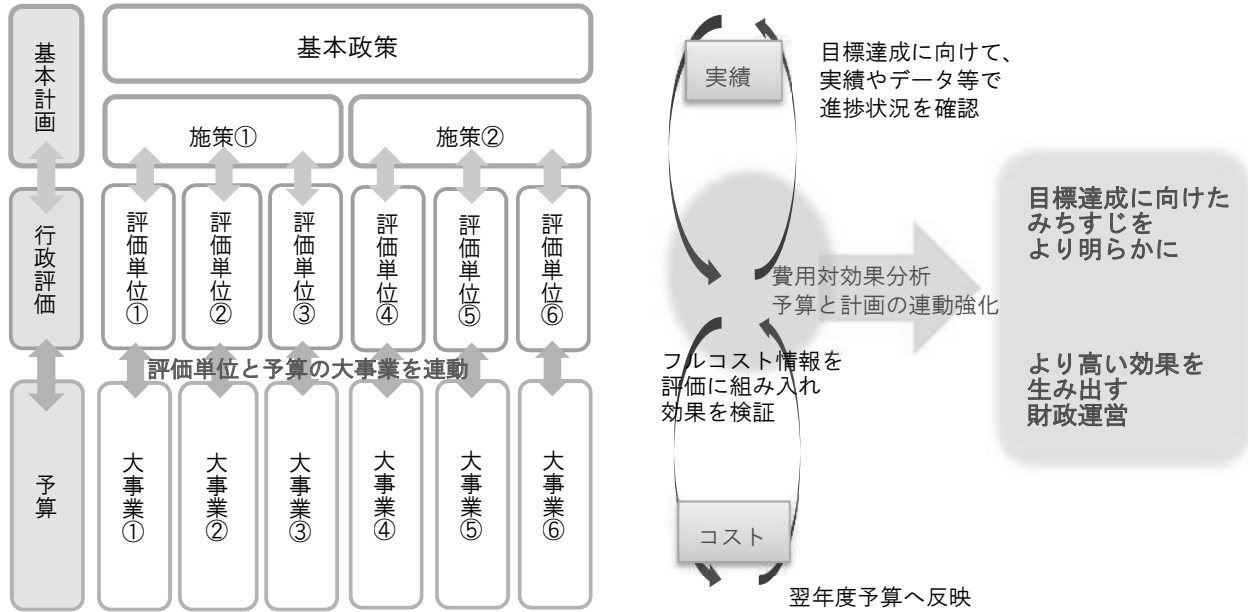 基本計画
基本政策
施策①
施策②
行政評価
評価単位①
評価単位②
評価単位③
評価単位④
評価単位⑤
評価単位⑥
評価単位と予算の大事業を連動
予算
大事業①
大事業②
大事業③
大事業④
大事業⑤
大事業⑥
実績
目標達成に向けて、
実績やデータ等で
進捗状況を確認
費用対効果分析
予算と計画の連動強化
フルコスト情報を
評価に組み入れ
効果を検証
コスト
翌年度予算へ反映
目標達成に向けた
みちすじを
より明らかに
より高い効果を
生み出す
財政運営